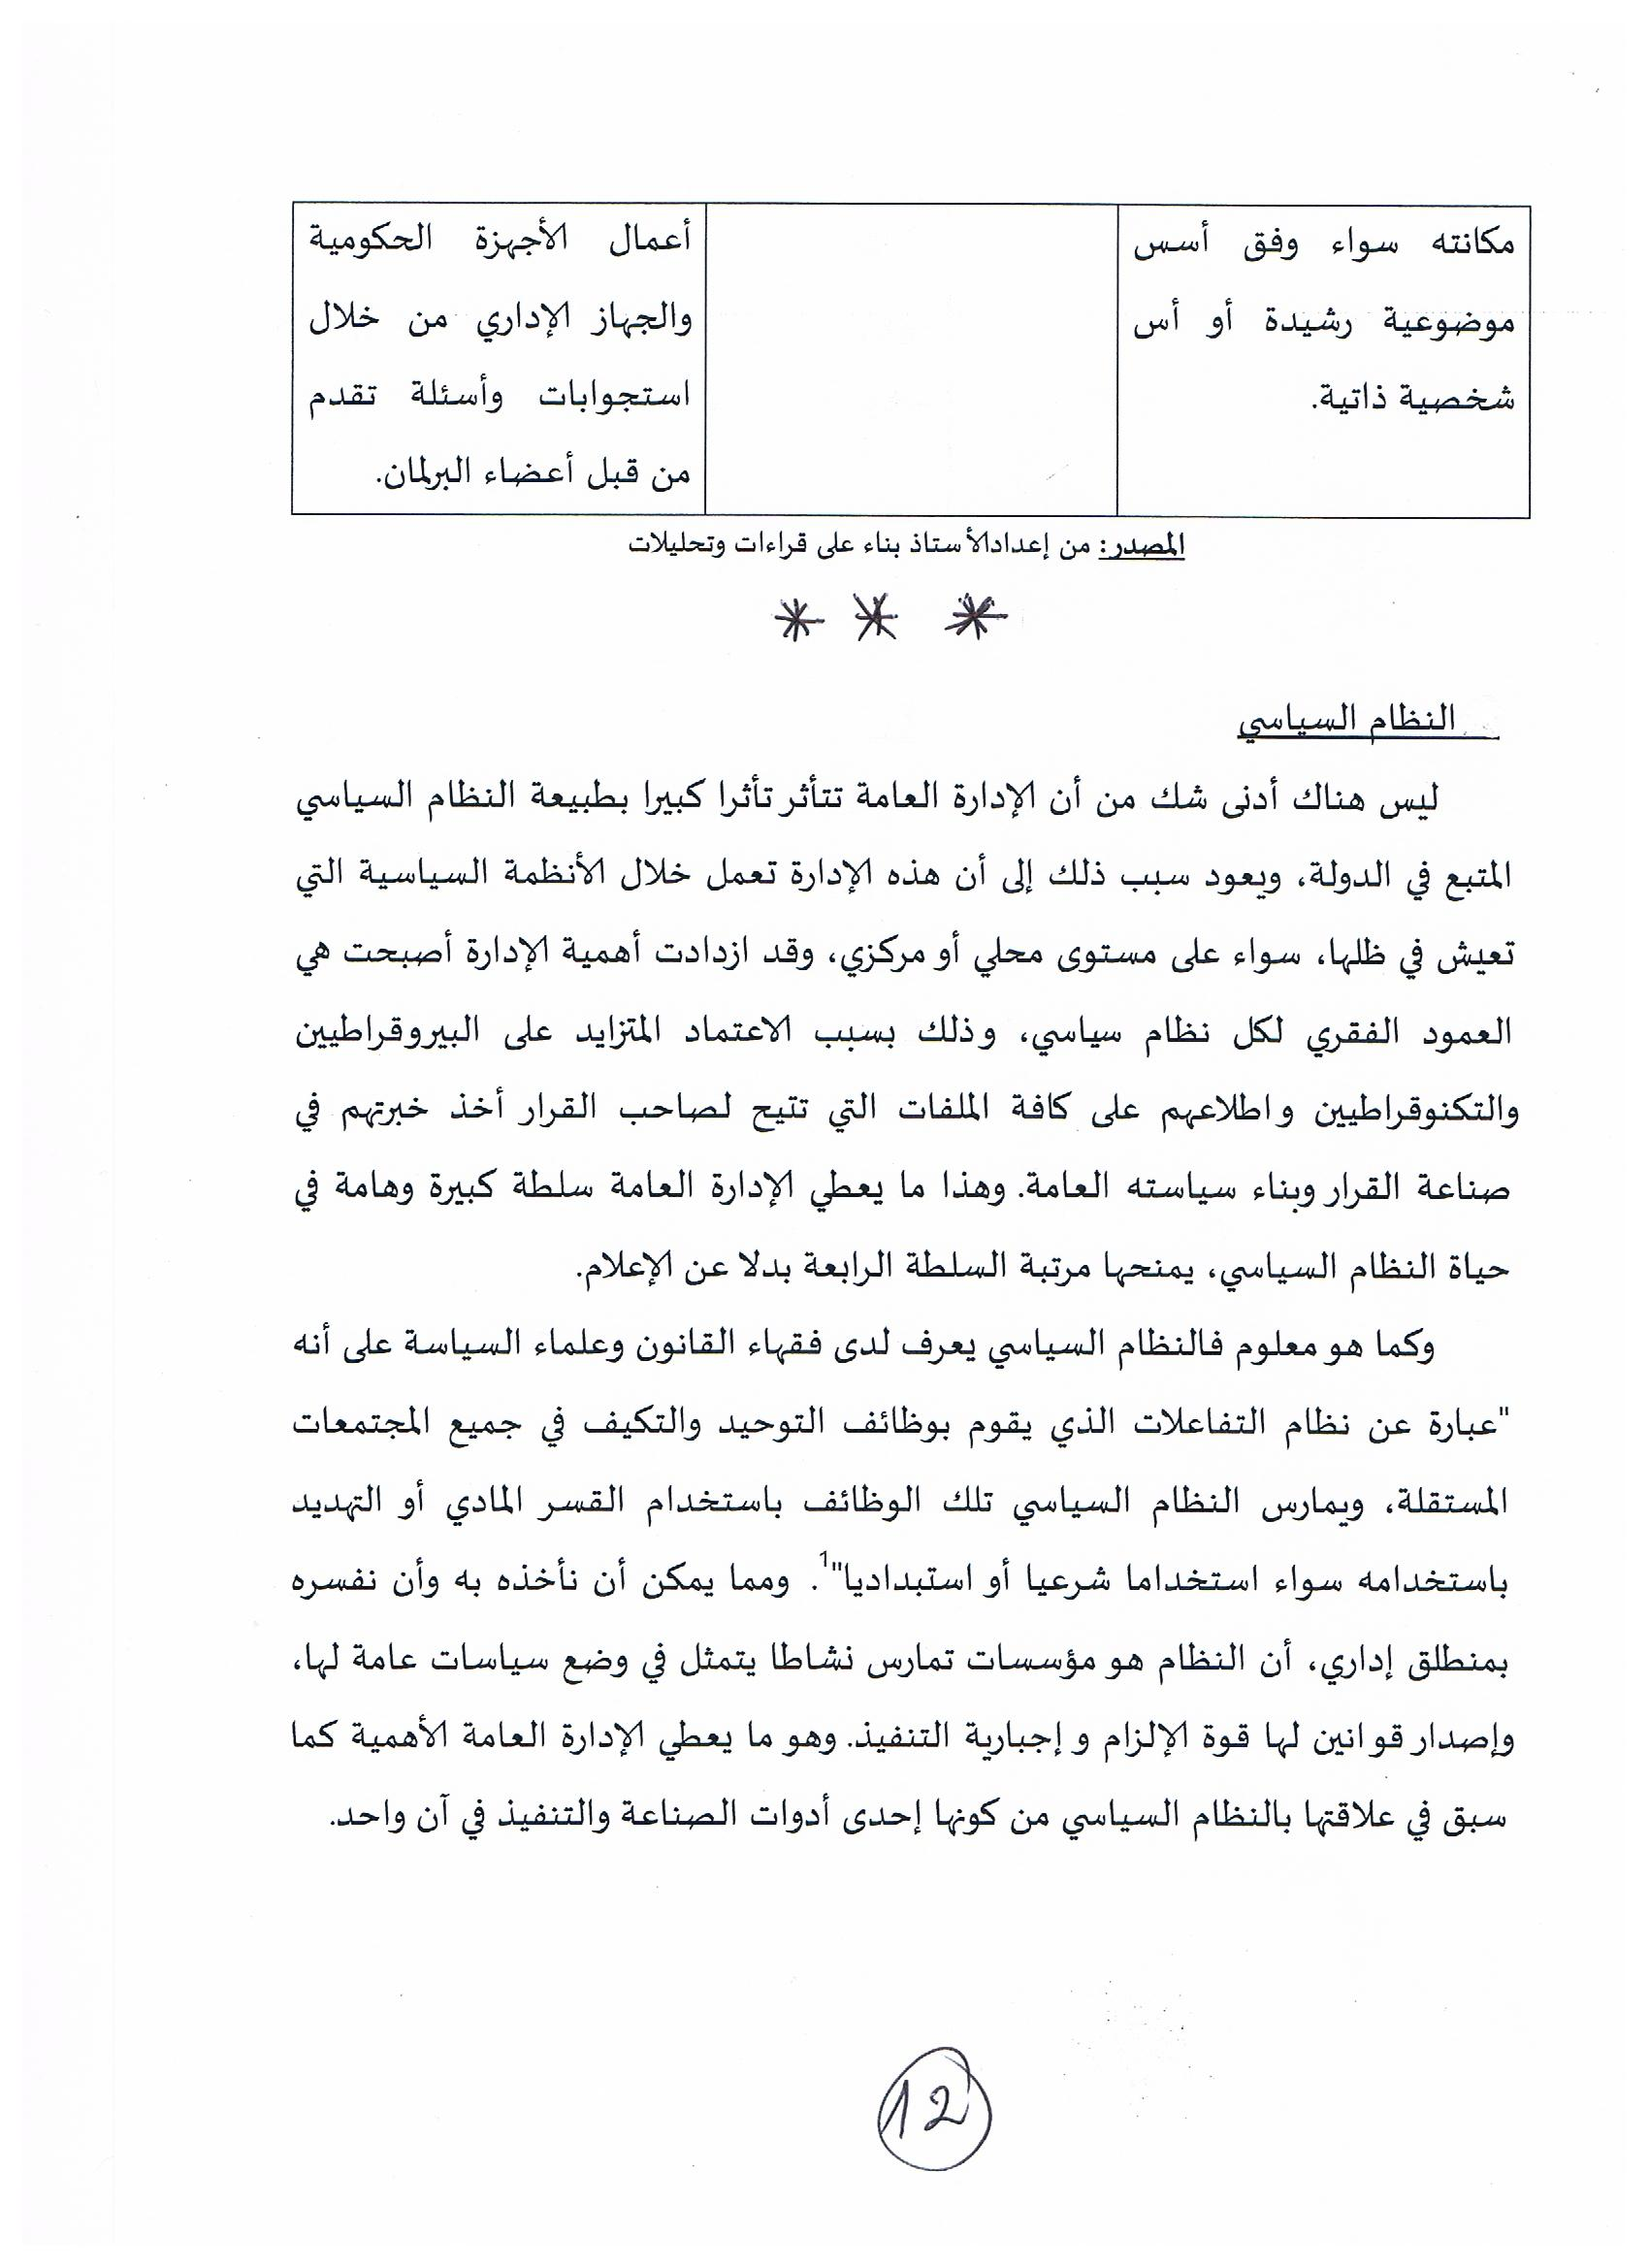 مكانته سواء وفق أسس
موضوعية رشيدة أو أس
شخصية ذاتية.
أعمال الأجهزة الحكومية
والجهاز الإداري من خلال
استجوابات وأسئلة تقدم
من قبل أعضاء البرلمان.
المصدر: من إعدادالأستاذ بناء على قراءات وتحليلات
* * *
النظام السياسي
ليس هناك أدنى شك من أن الإدارة العامة تتأثر تأثرا كبيرا بطبيعة النظام السياسي
المتبع في الدولة، ويعود سبب ذلك إلى أن هذه الإدارة تعمل خلال الأنظمة السياسية التي
تعيش في ظلها، سواء على مستوى محلي أو مركزي، وقد ازدادت أهمية الإدارة أصبحت هي
العمود الفقري لكل نظام سياسي، وذلك بسبب الاعتماد المتزايد على البيروقراطيين
والتكنوقراطيين واطلاعهم على كافة الملفات التي تتيح لصاحب القرار أخذ خبرتهم في
صناعة القرار وبناء سياسته العامة. وهذا ما يعطي الإدارة العامة سلطة كبيرة وهامة في
حياة النظام السياسي، يمنحها مرتبة السلطة الرابعة بدلا عن الإعلام.
وكما هو معلوم فالنظام السياسي يعرف لدى فقهاء القانون وعلماء السياسة على أنه
"عبارة عن نظام التفاعلات الذي يقوم بوظائف التوحيد والتكيف في جميع المجتمعات
المستقلة، ويمارس النظام السياسي تلك الوظائف باستخدام القسر المادي أو التهديد
باستخدامه سواء استخداما شرعيا أو استبداديا"1. ومما يمكن أن نأخذه به وأن نفسره
بمنطلق إداري، أن النظام هو مؤسسات تمارس نشاطا يتمثل في وضع سياسات عامة لها،
وإصدار قوانين لها قوة الإلزام وإجبارية التنفيذ. وهو ما يعطي الإدارة العامة الأهمية كما
سبق في علاقتها بالنظام السياسي من كونها إحدى أدوات الصناعة والتنفيذ في آن واحد.
12